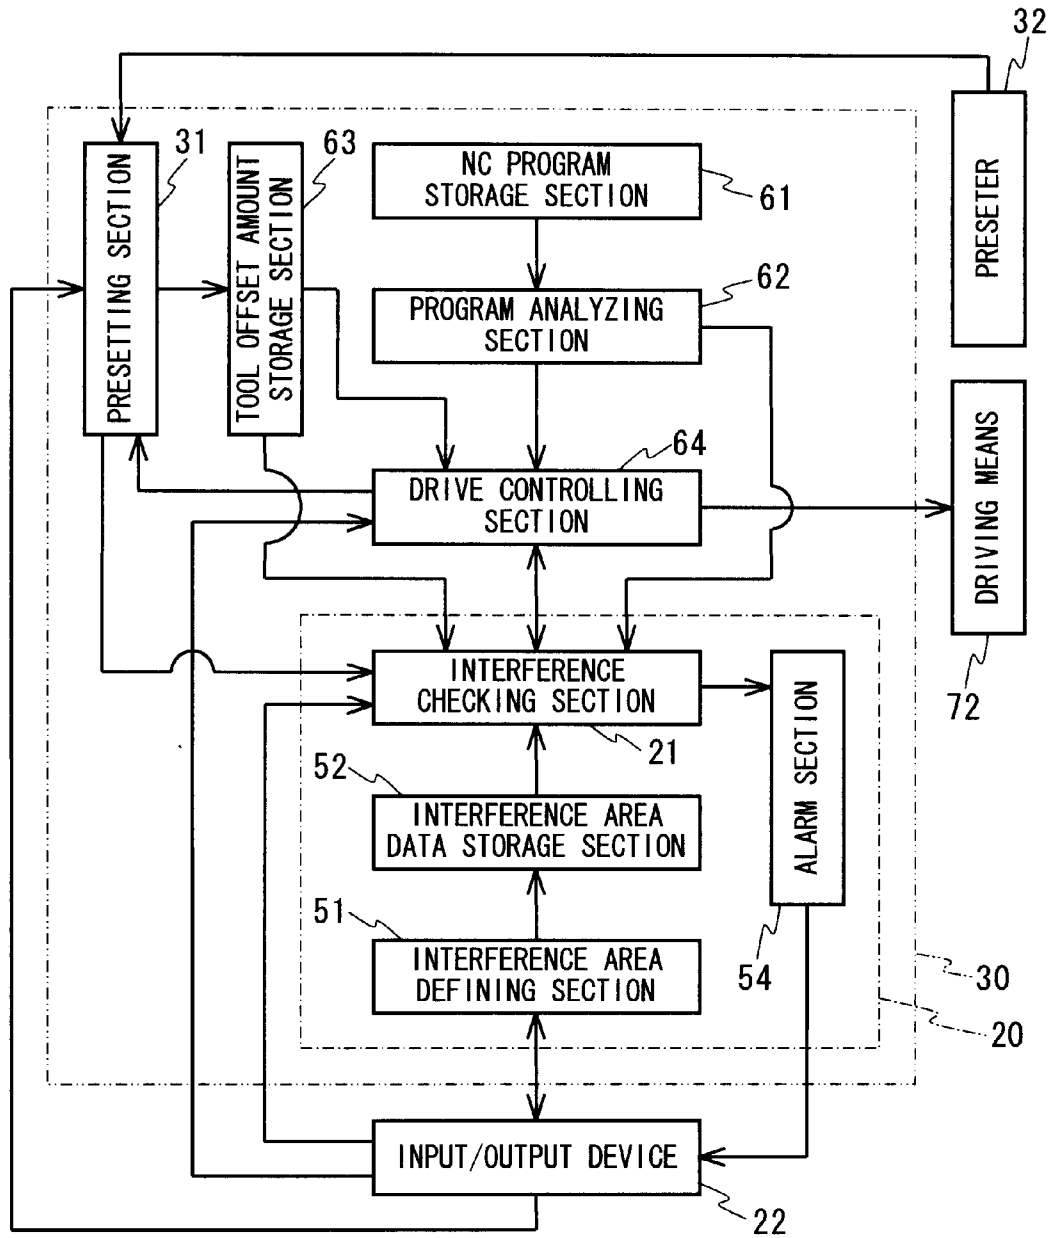 32
31
63
PRESETTING SECTION
TOOL OFFSET AMOUNT
STORAGE SECTION
NC PROGRAM
STORAGE SECTION
61
PRESETER
62
PROGRAM ANALYZING
SECTION
64
DRIVE CONTROLLING
SECTION
DRIVING MEANS
72
INTERFERENCE
CHECKING SECTION
21
ALARM SECTION
52
INTERFERENCE AREA
DATA STORAGE SECTION
51
INTERFERENCE AREA
DEFINING SECTION
54
30
20
INPUT/OUTPUT DEVICE
22